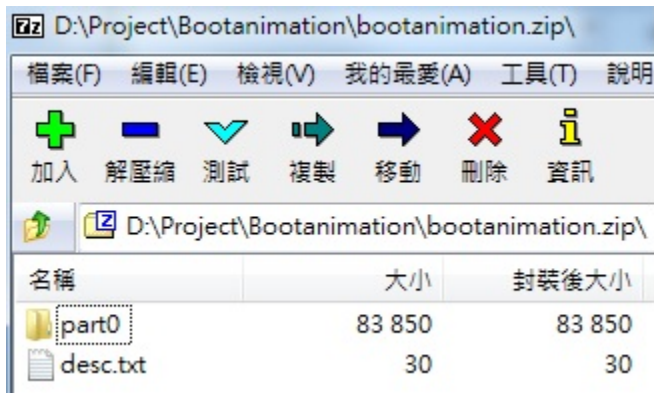 D:\Project\Bootanimation\bootanimation.zip\
檔案(F) 編輯(E) 檢視(V) 我的最愛(A) 工具(T) 說明
加入 解壓縮 測試 複製 移動 刪除 資訊
D:\Project\Bootanimation\bootanimation.zip\
名稱 大小 封裝後大小
part0 83 850 83 850
desc.txt 30 30